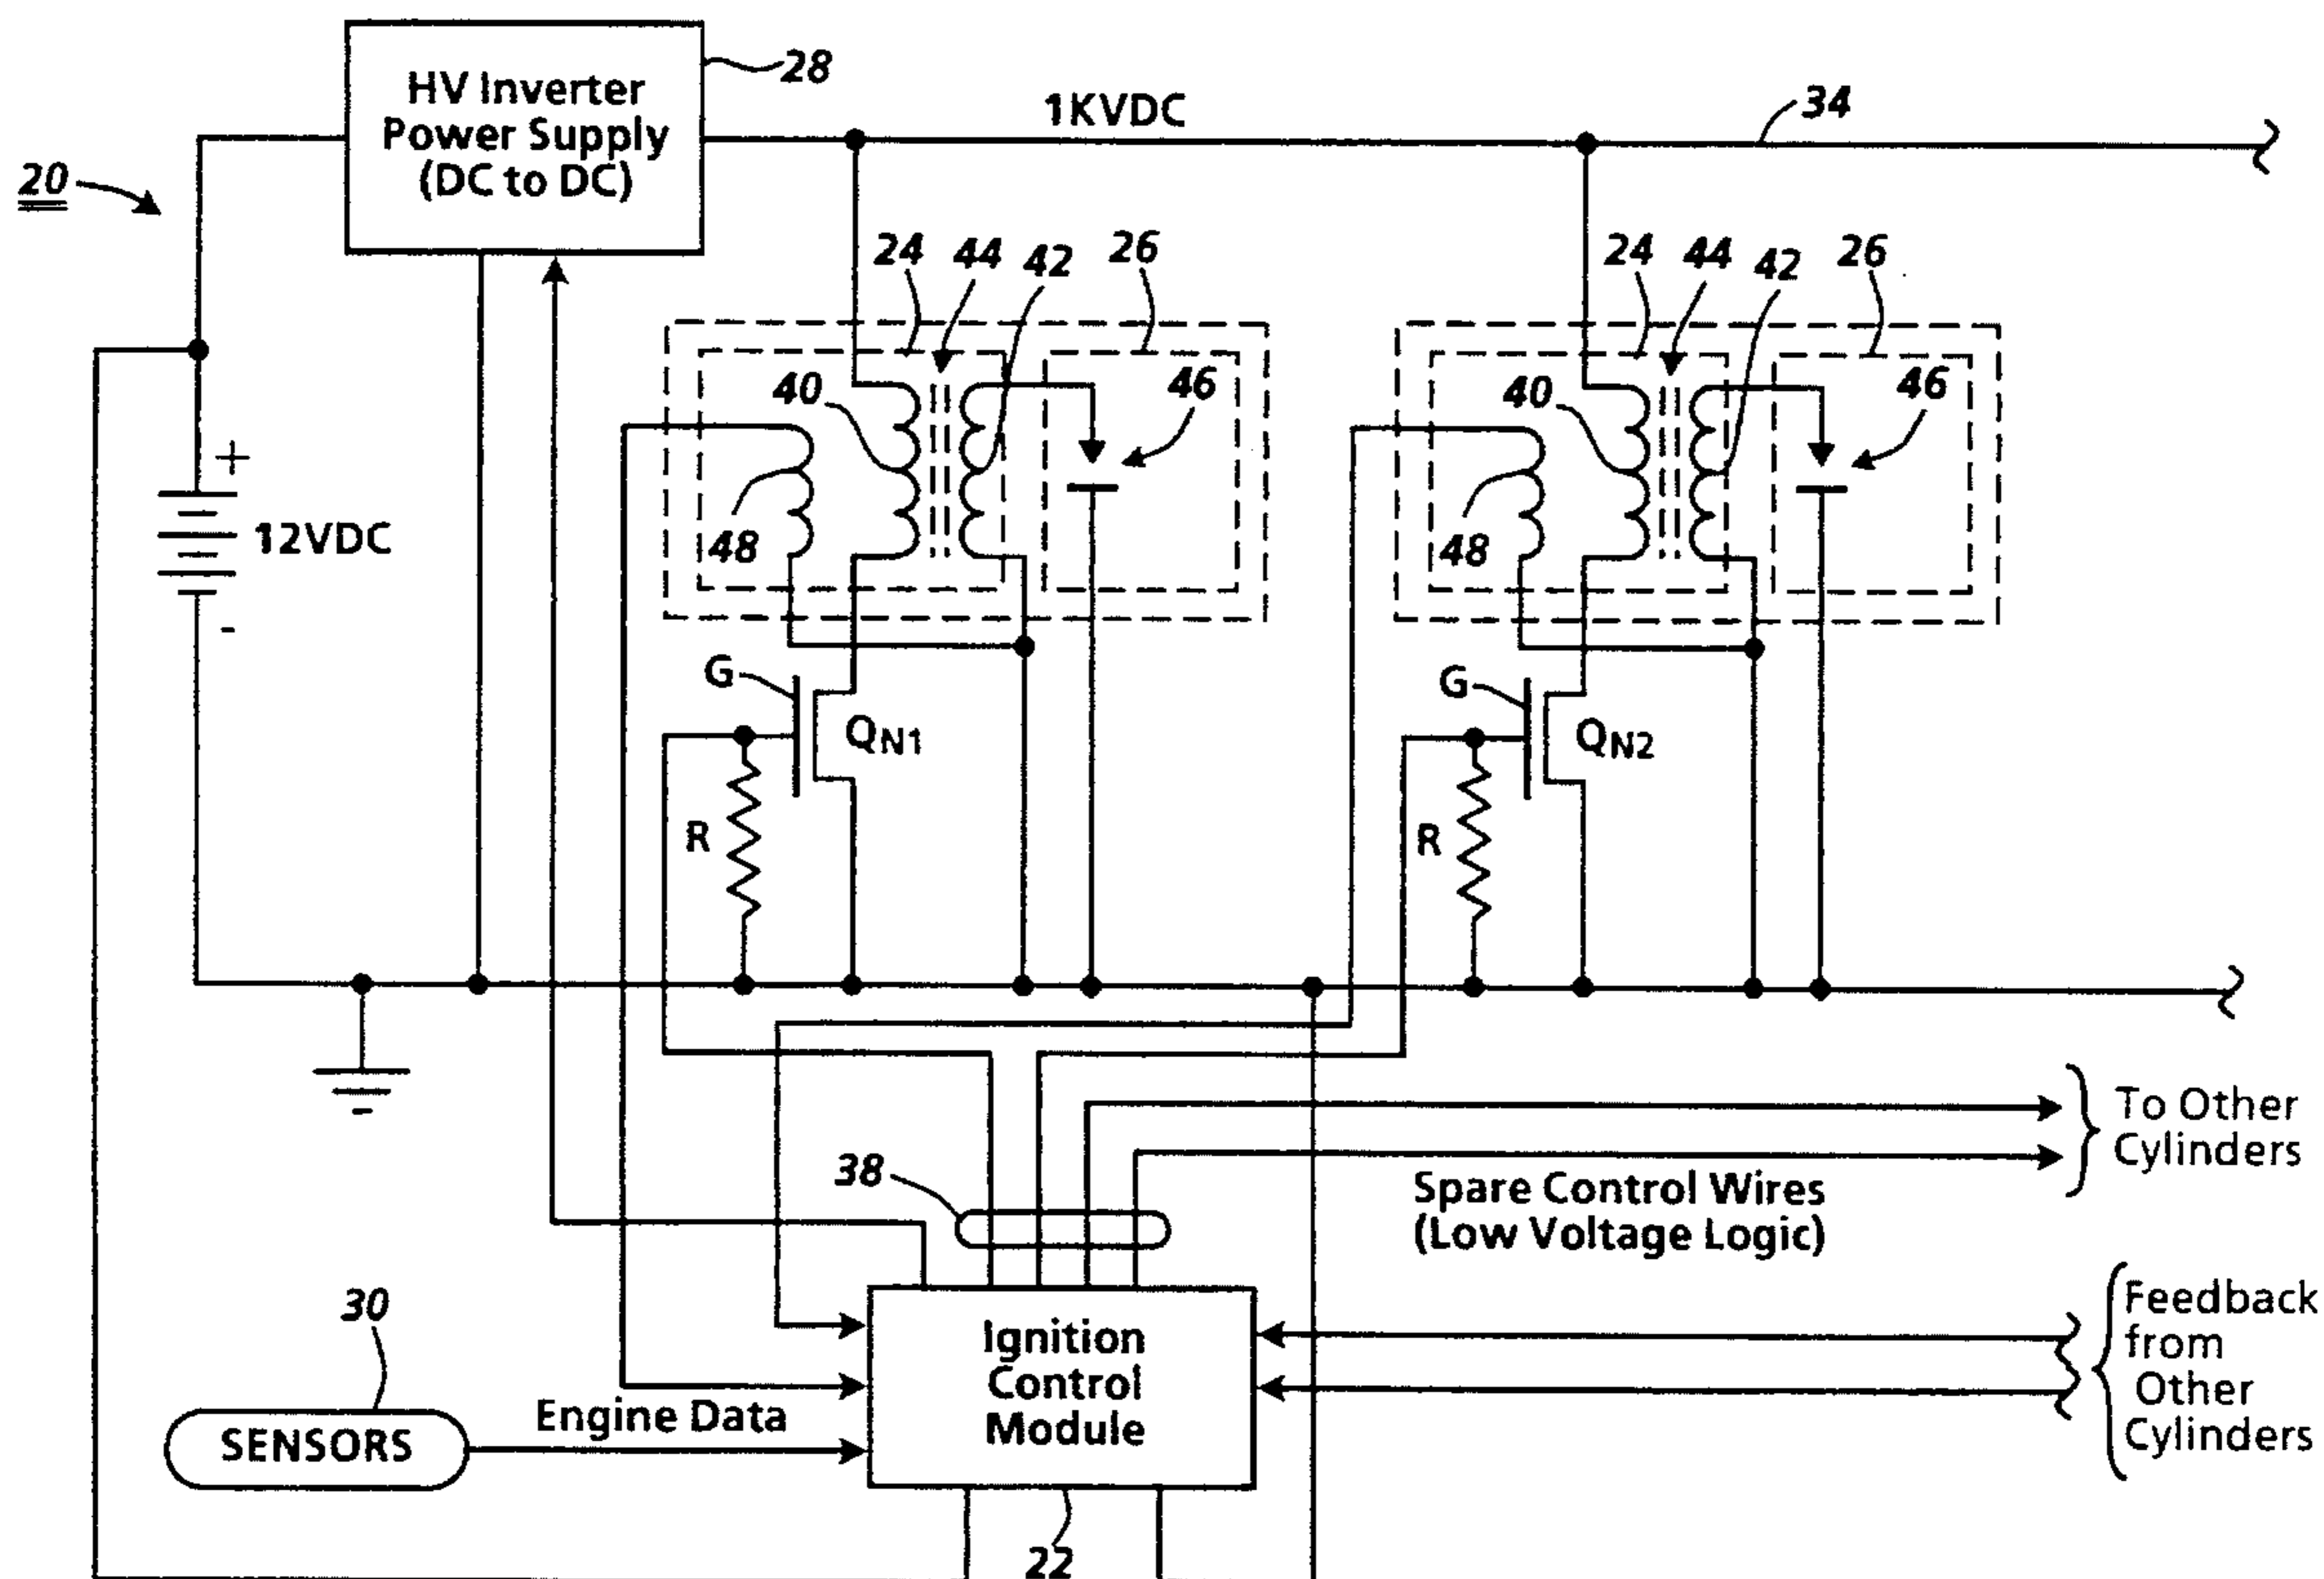 HV Inverter
Power Supply
(DC to DC)
28
1KVDC
34
20
24
44
42
26
24
44
42
26
40
46
40
46
+
12VDC
-
48
48
G
QN1
G
QN2
R
R
To Other
Cylinders
38
Spare Control Wires
(Low Voltage Logic)
30
SENSORS
Engine Data
Ignition
Control
Module
Feedback
from
Other
Cylinders
22